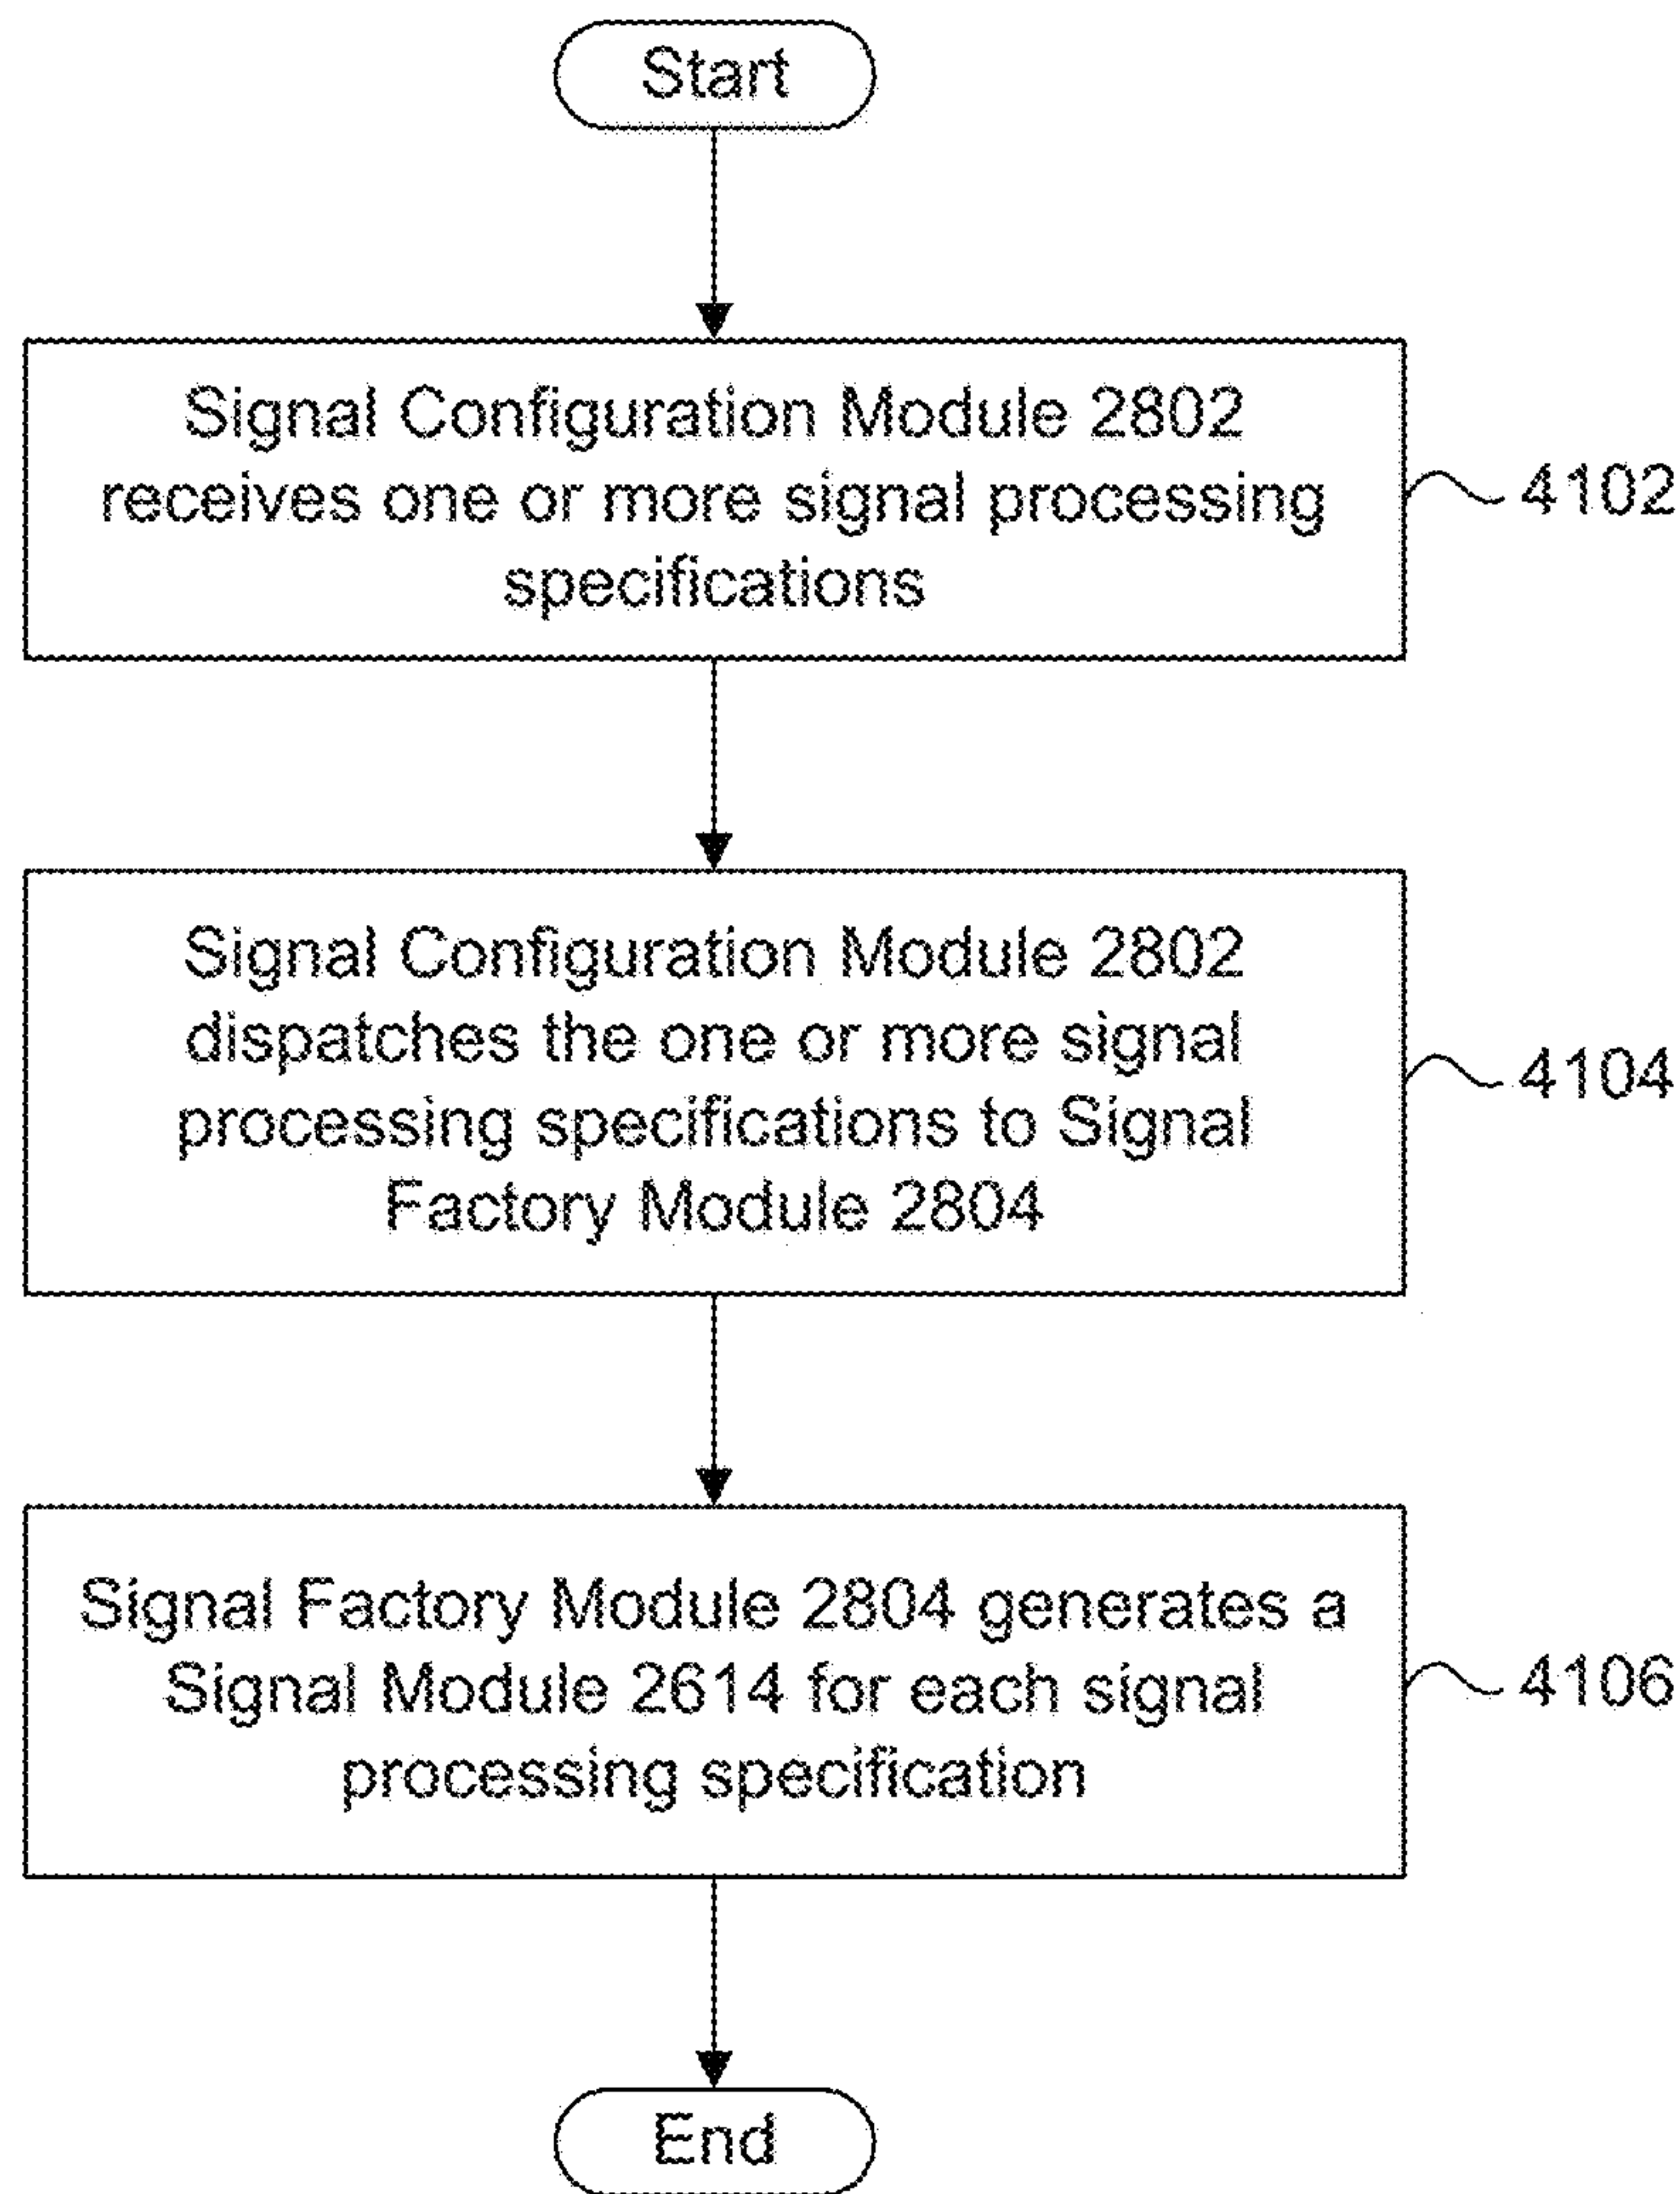 Start
Signal Configuration Module 2802
receives one or more signal processing
specifications
4102
Signal Configuration Module 2802
dispatches the one or more signal
processing specifications to Signal
Factory Module 2804
4104
Signal Factory Module 2804 generates a
Signal Module 2614 for each signal
processing specification
4106
End